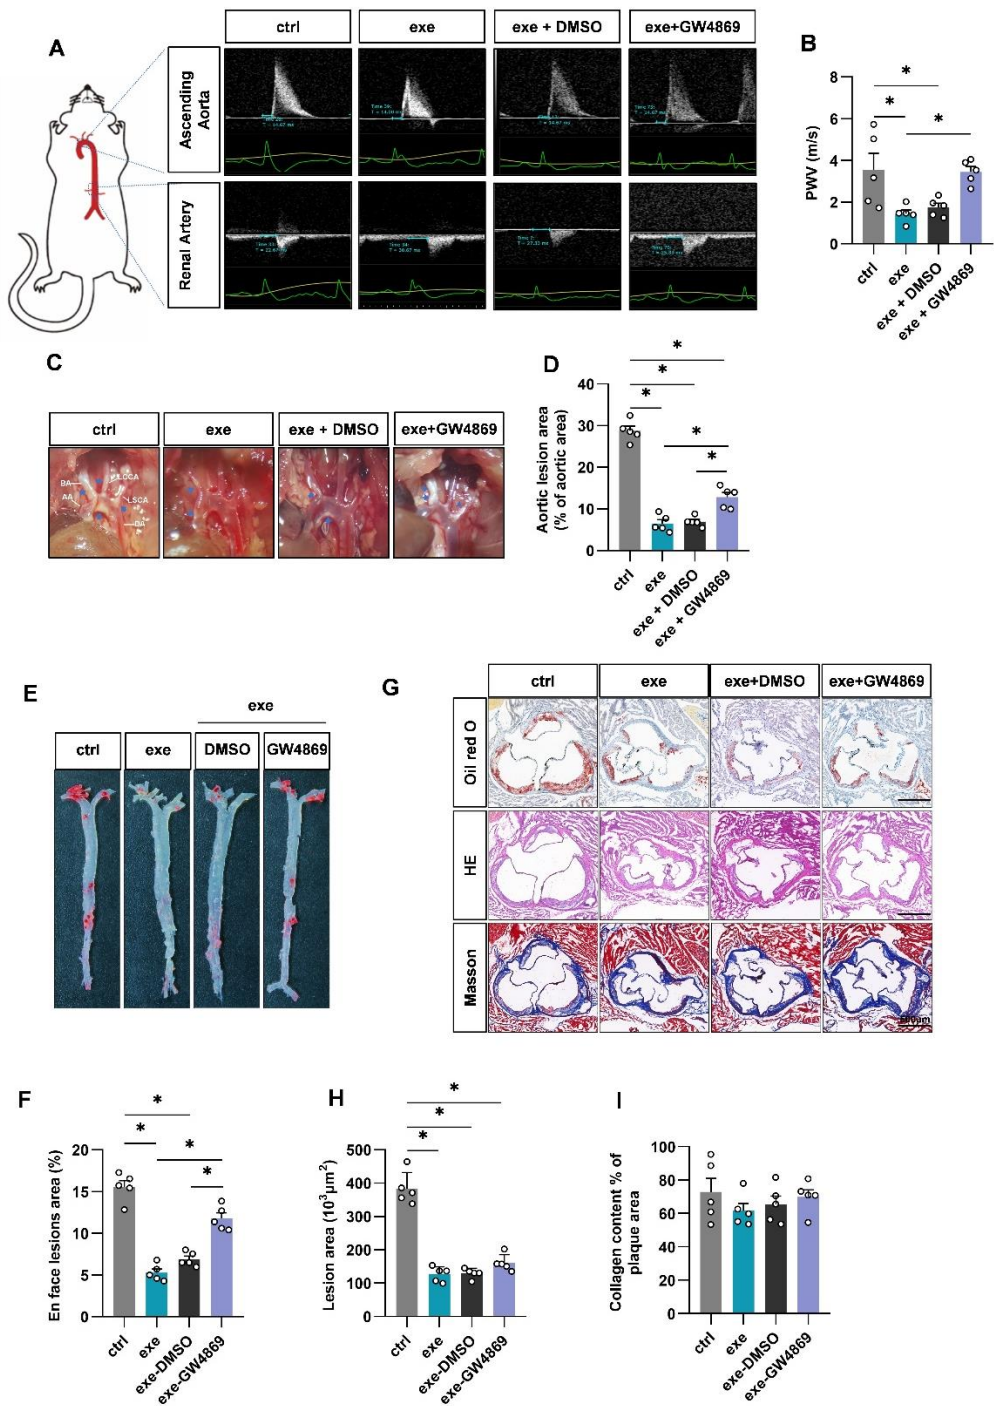 A
ctrl
exe
exe + DMSO
exe+GW4869
Ascending
Aorta
Renal Artery
B
PWV (m/s)
8
6
4
2
0
*
*
*
ctrl
exe
exe + DMSO
exe + GW4869
C
ctrl
exe
exe + DMSO
exe+GW4869
BA
LCCA
AA
LSCA
DA
D
Aortic lesion area
(% of aortic area)
40
30
20
10
0
*
*
*
*
*
ctrl
exe
exe + DMSO
exe + GW4869
E
exe
ctrl
exe
DMSO
GW4869
G
ctrl
exe
exe+DMSO
exe+GW4869
Oil red O
HE
Masson
500μm
F
En face lesions area (%)
20
15
10
5
0
*
*
*
*
ctrl
exe
exe-DMSO
exe-GW4869
H
Lesion area (10³μm²)
500
400
300
200
100
0
*
*
*
ctrl
exe
exe-DMSO
exe-GW4869
I
Collagen content % of
plaque area
100
80
60
40
20
0
ctrl
exe
exe-DMSO
exe-GW4869